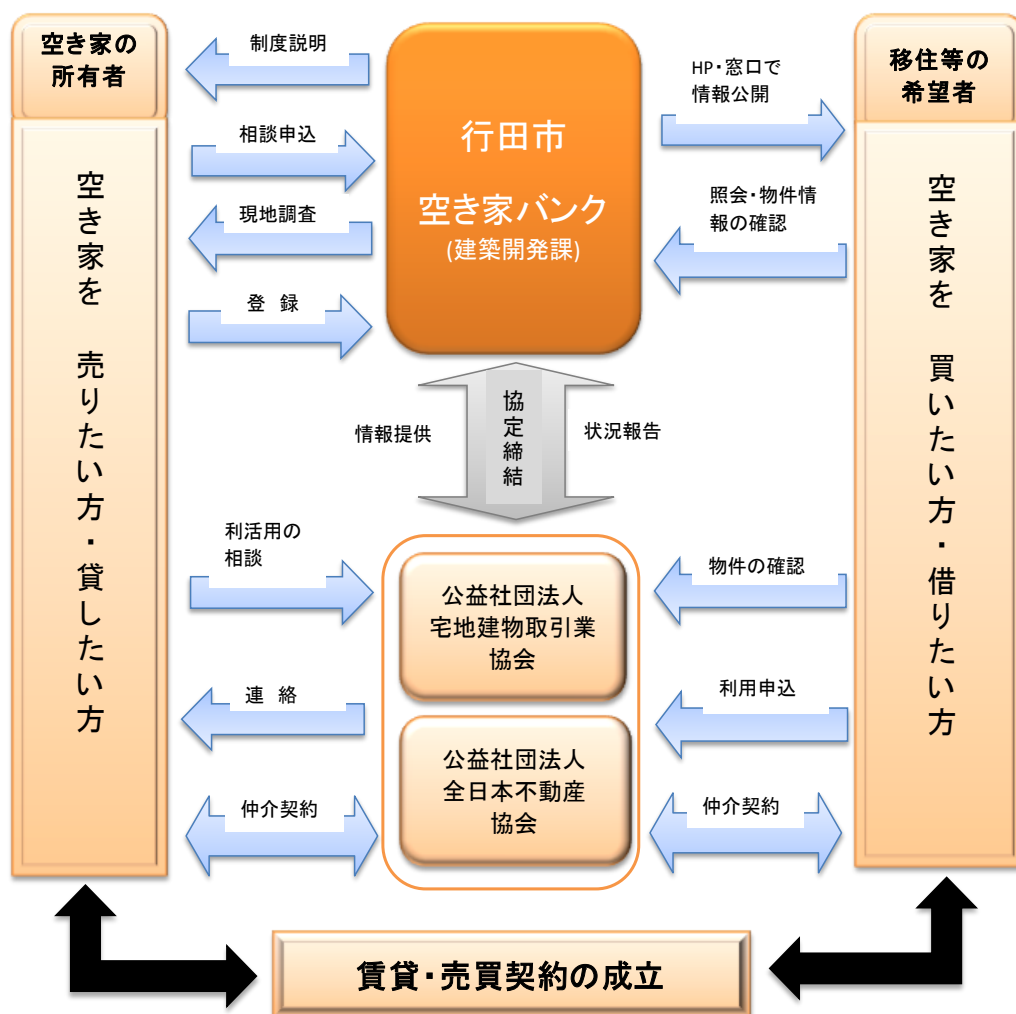 空き家の
所有者
空き家を 売りたい方・貸したい方
制度説明
相談申込
現地調査
登 録
行田市
空き家バンク
(建築開発課)
HP・窓口で
情報公開
照会・物件情
報の確認
移住等の
希望者
空き家を 買いたい方・借りたい方
情報提供
協定締結
状況報告
利活用の
相談
連 絡
仲介契約
公益社団法人
宅地建物取引業
協会
公益社団法人
全日本不動産
協会
物件の確認
利用申込
仲介契約
賃貸・売買契約の成立